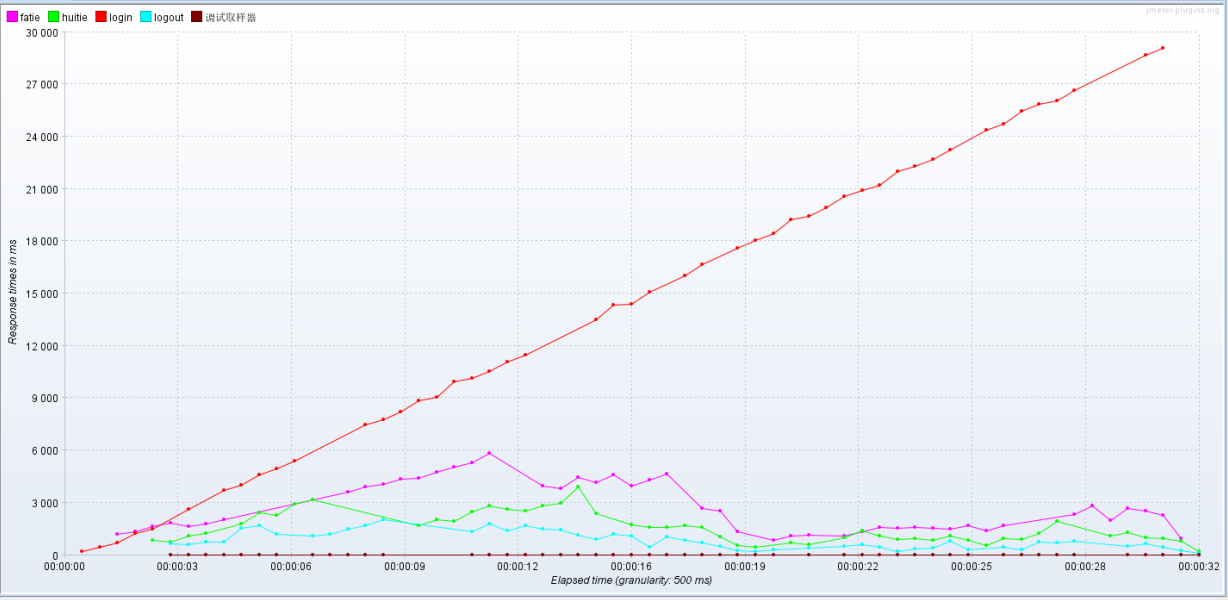 jmeter-plugins.org
fatie huitie login logout 调试取样器
30 000
27 000
24 000
21 000
18 000
15 000
12 000
9 000
6 000
3 000
0
Response times in ms
00:00:00 00:00:03 00:00:06 00:00:09 00:00:12 00:00:16 00:00:19 00:00:22 00:00:25 00:00:28 00:00:32
Elapsed time (granularity: 500 ms)